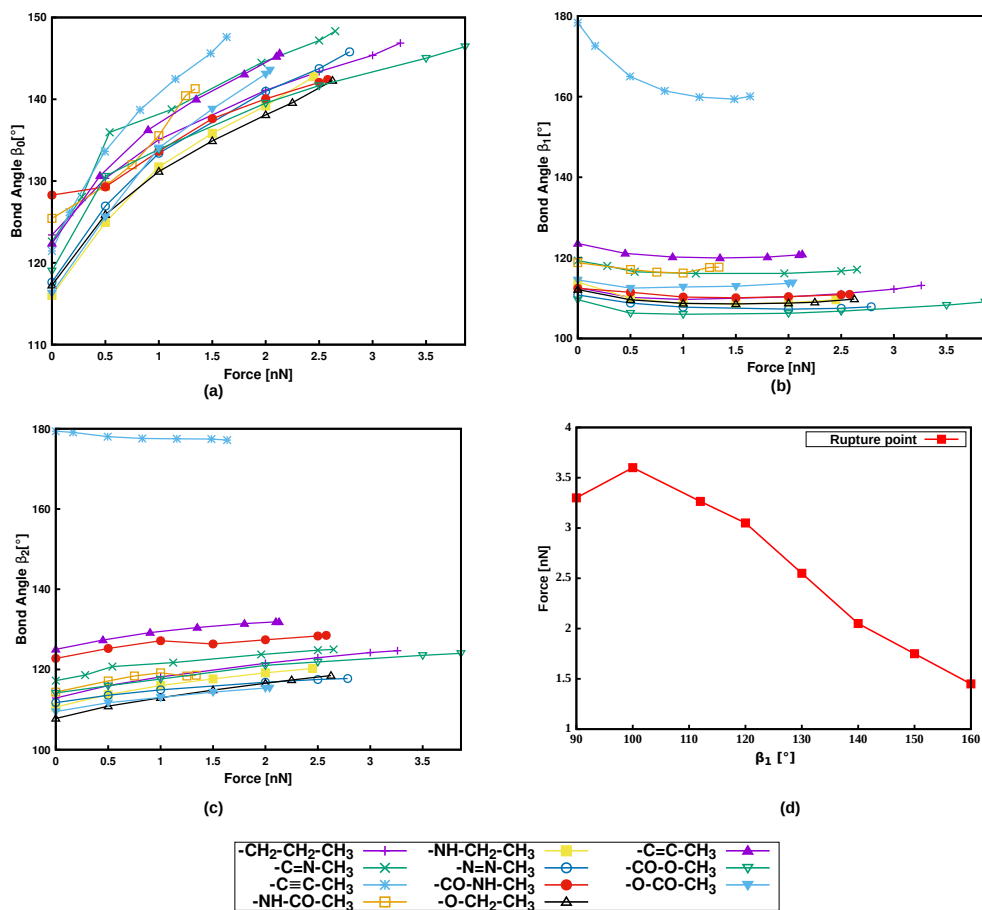 150
140
130
120
110
Bond Angle β0[°]
0 0.5 1 1.5 2 2.5 3 3.5
Force [nN]
(a)
180
160
140
120
100
Bond Angle β1[°]
0 0.5 1 1.5 2 2.5 3 3.5
Force [nN]
(b)
180
160
140
120
100
Bond Angle β2[°]
0 0.5 1 1.5 2 2.5 3 3.5
Force [nN]
(c)
Rupture point
4
3.5
3
2.5
2
1.5
1
Force [nN]
90 100 110 120 130 140 150 160
β1 [°]
(d)
-CH2-CH2-CH3 -NH-CH2-CH3 -C=C-CH3
-C=N-CH3 -N=N-CH3 -CO-O-CH3
-C≡C-CH3 -CO-NH-CH3 -O-CO-CH3
-NH-CO-CH3 -O-CH2-CH3